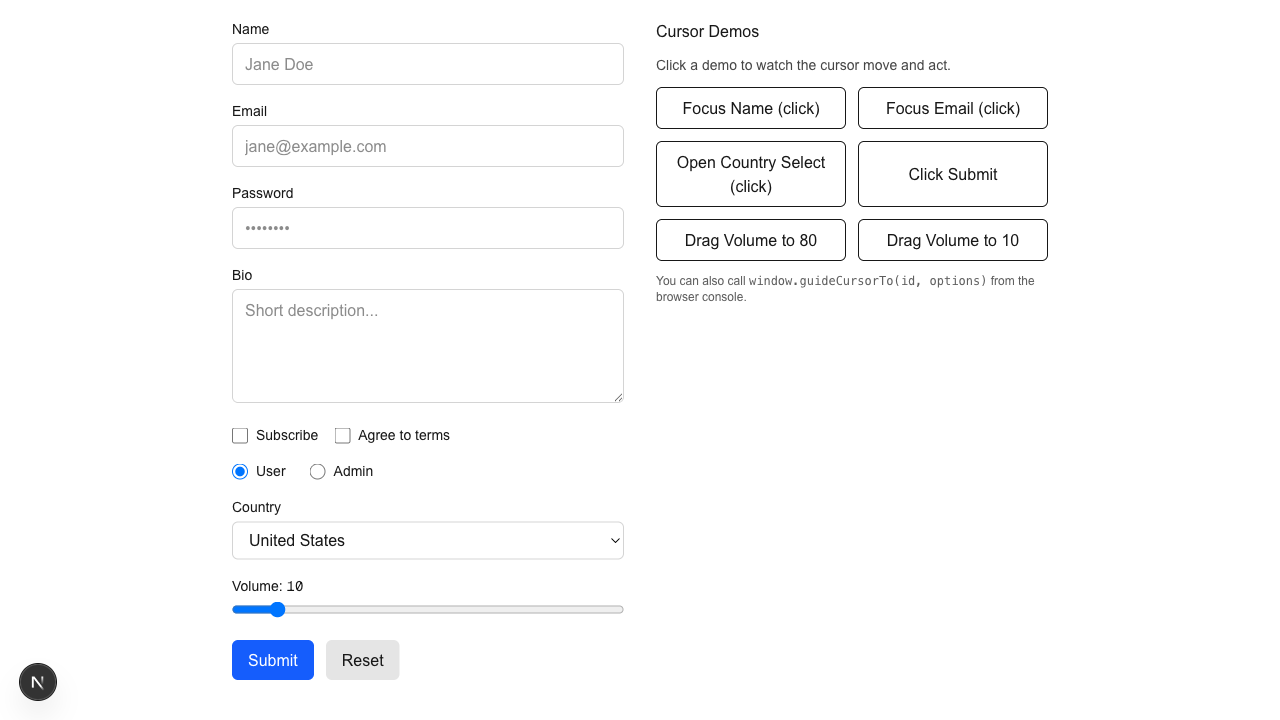 Name
Jane Doe
Email
jane@example.com
Password
••••••••
Bio
Short description...
Subscribe
Agree to terms
User
Admin
Country
United States
Volume: 10
Submit
Reset
Cursor Demos
Click a demo to watch the cursor move and act.
Focus Name (click)
Focus Email (click)
Open Country Select
(click)
Click Submit
Drag Volume to 80
Drag Volume to 10
You can also call window.guideCursorTo(id, options) from the
browser console.
N